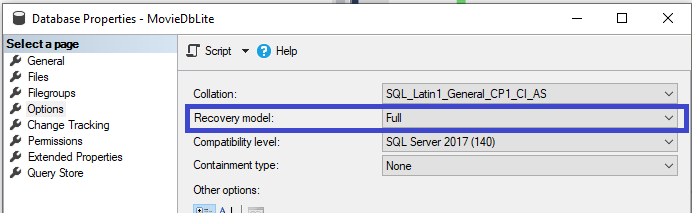 Database Properties - MovieDbLite
Select a page
General
Files
Filegroups
Options
Change Tracking
Permissions
Extended Properties
Query Store
Script
Help
Collation: SQL_Latin1_General_CP1_CI_AS
Recovery model: Full
Compatibility level: SQL Server 2017 (140)
Containment type: None
Other options: